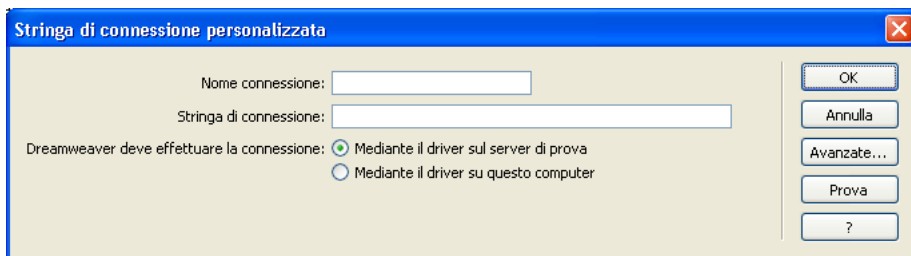 Stringa di connessione personalizzata
Nome connessione:
OK
Stringa di connessione:
Annulla
Dreamweaver deve effettuare la connessione: Mediante il driver sul server di prova
Avanzate...
Mediante il driver su questo computer
Prova
?